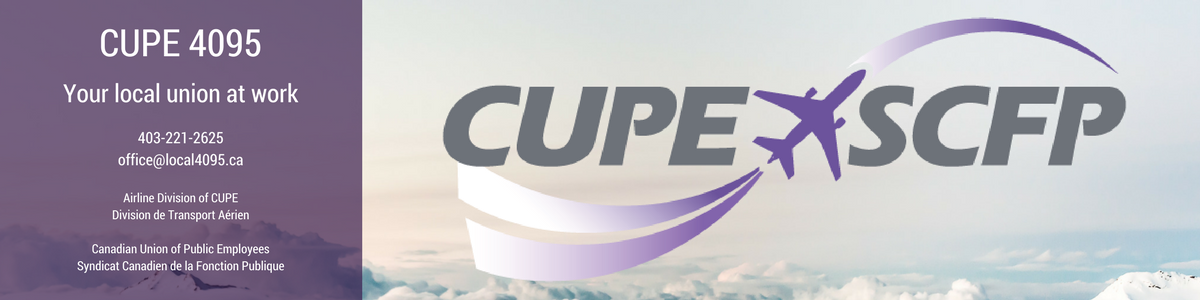 CUPE 4095
Your local union at work
403-221-2625
office@local4095.ca
Airline Division of CUPE
Division de Transport Aérien
Canadian Union of Public Employees
Syndicat Canadien de la Fonction Publique
CUPE SCFP